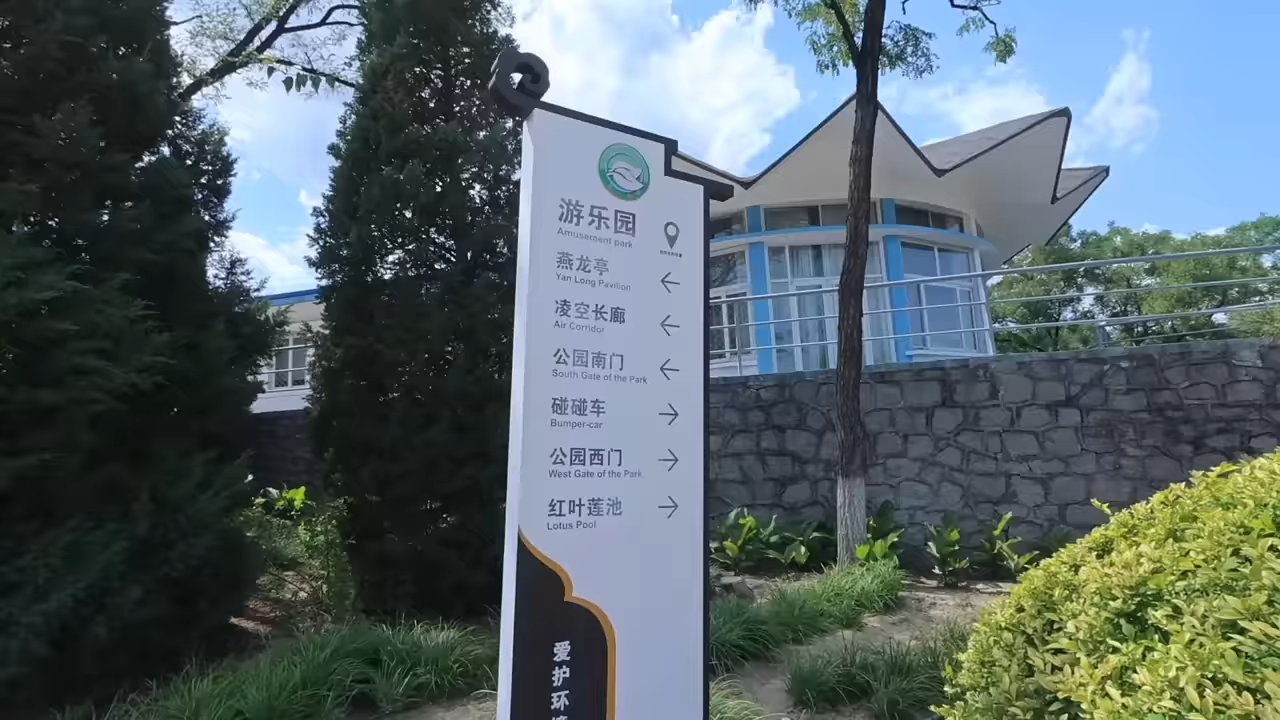 游乐园
Amusement park
燕龙亭
Yan Long Pavilion
凌空长廊
Air Corridor
公园南门
South Gate of the Park
碰碰车
Bumper-car
公园西门
West Gate of the Park
红叶莲池
Lotus Pool
爱护环